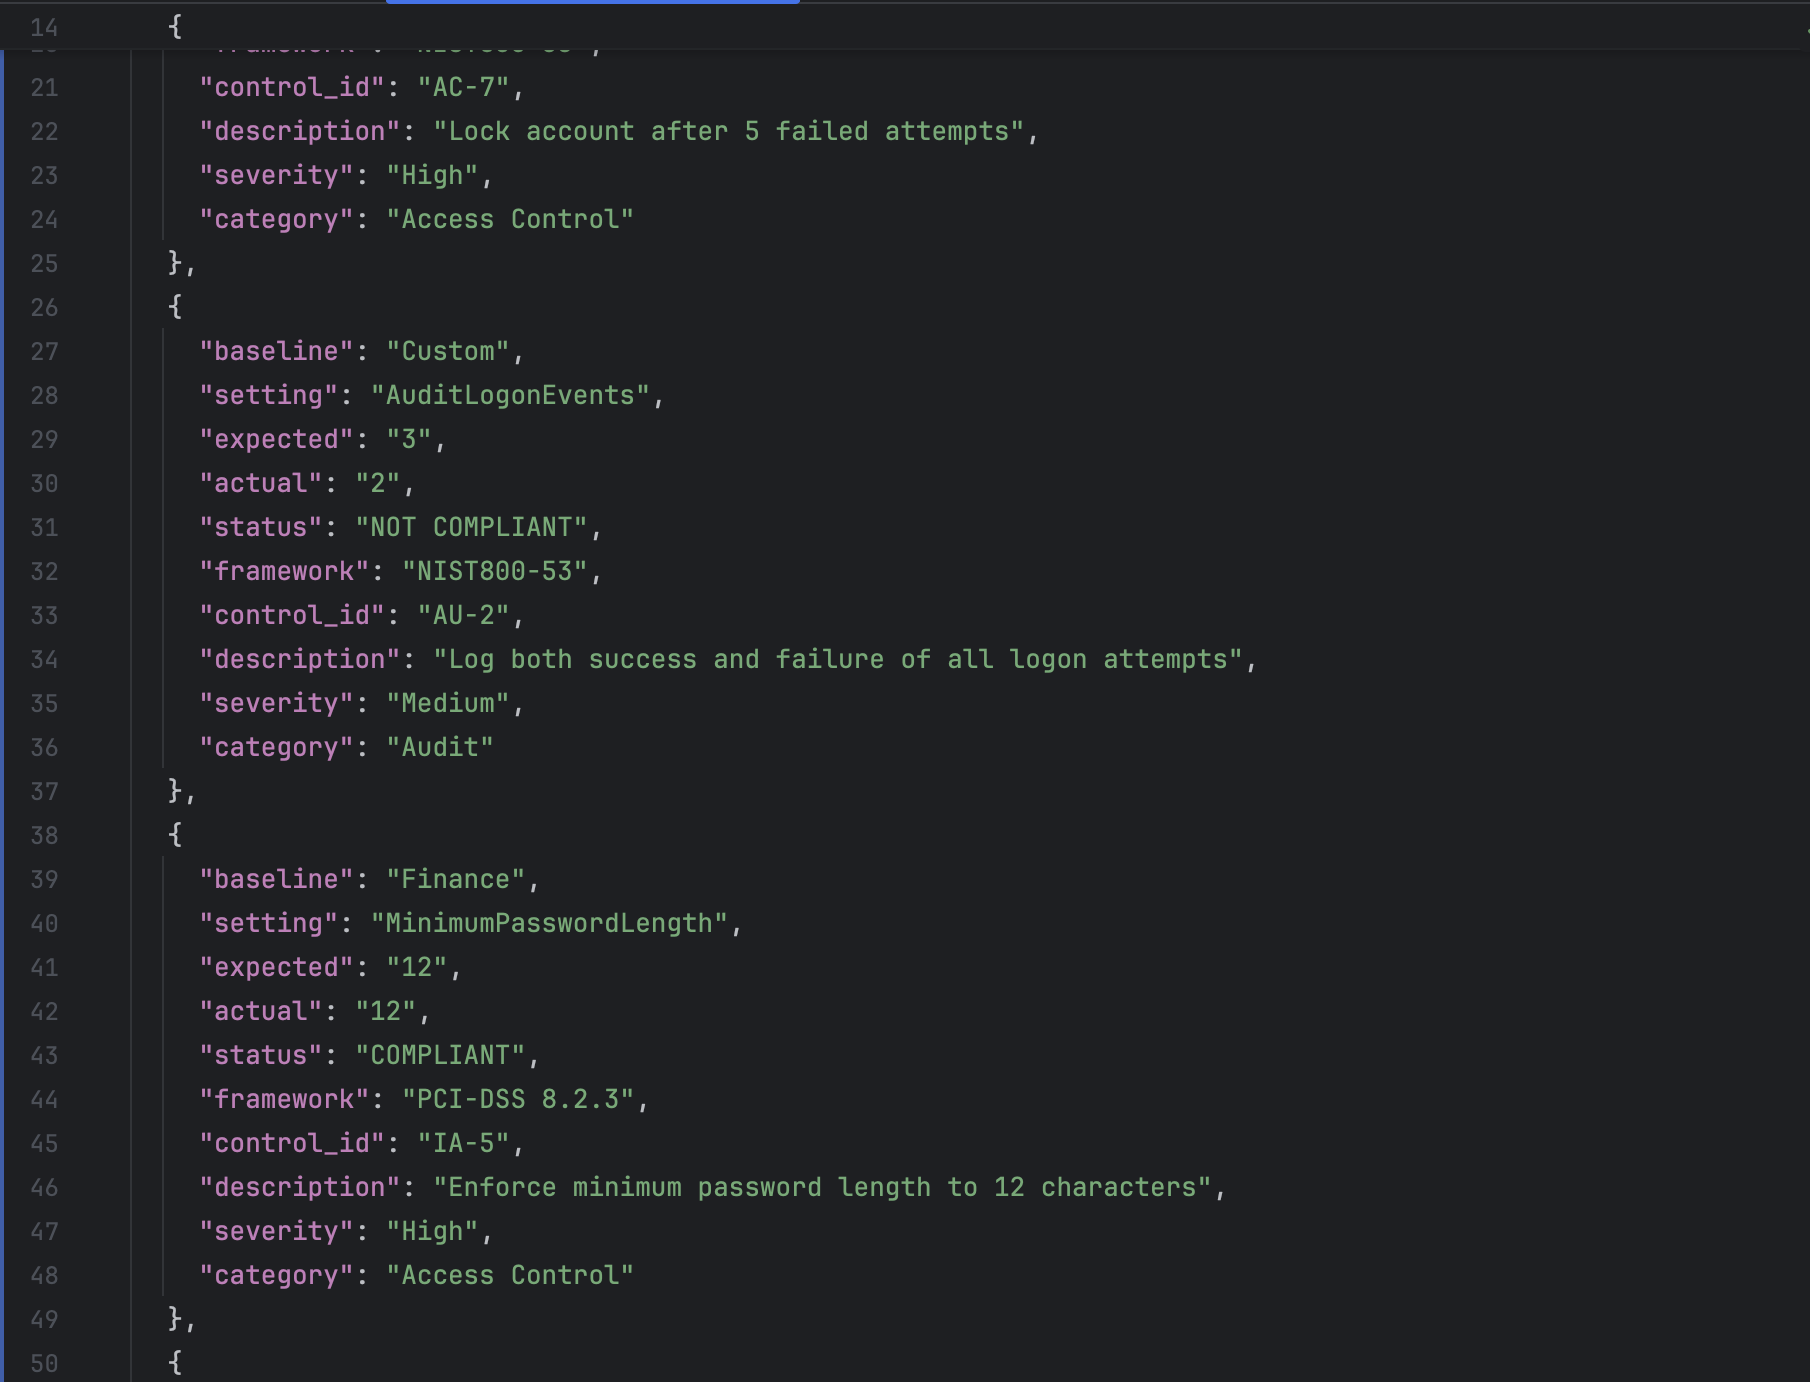 14 {
21 "control_id": "AC-7",
22 "description": "Lock account after 5 failed attempts",
23 "severity": "High",
24 "category": "Access Control"
25 },
26 {
27 "baseline": "Custom",
28 "setting": "AuditLogonEvents",
29 "expected": "3",
30 "actual": "2",
31 "status": "NOT COMPLIANT",
32 "framework": "NIST800-53",
33 "control_id": "AU-2",
34 "description": "Log both success and failure of all logon attempts",
35 "severity": "Medium",
36 "category": "Audit"
37 },
38 {
39 "baseline": "Finance",
40 "setting": "MinimumPasswordLength",
41 "expected": "12",
42 "actual": "12",
43 "status": "COMPLIANT",
44 "framework": "PCI-DSS 8.2.3",
45 "control_id": "IA-5",
46 "description": "Enforce minimum password length to 12 characters",
47 "severity": "High",
48 "category": "Access Control"
49 },
50 {